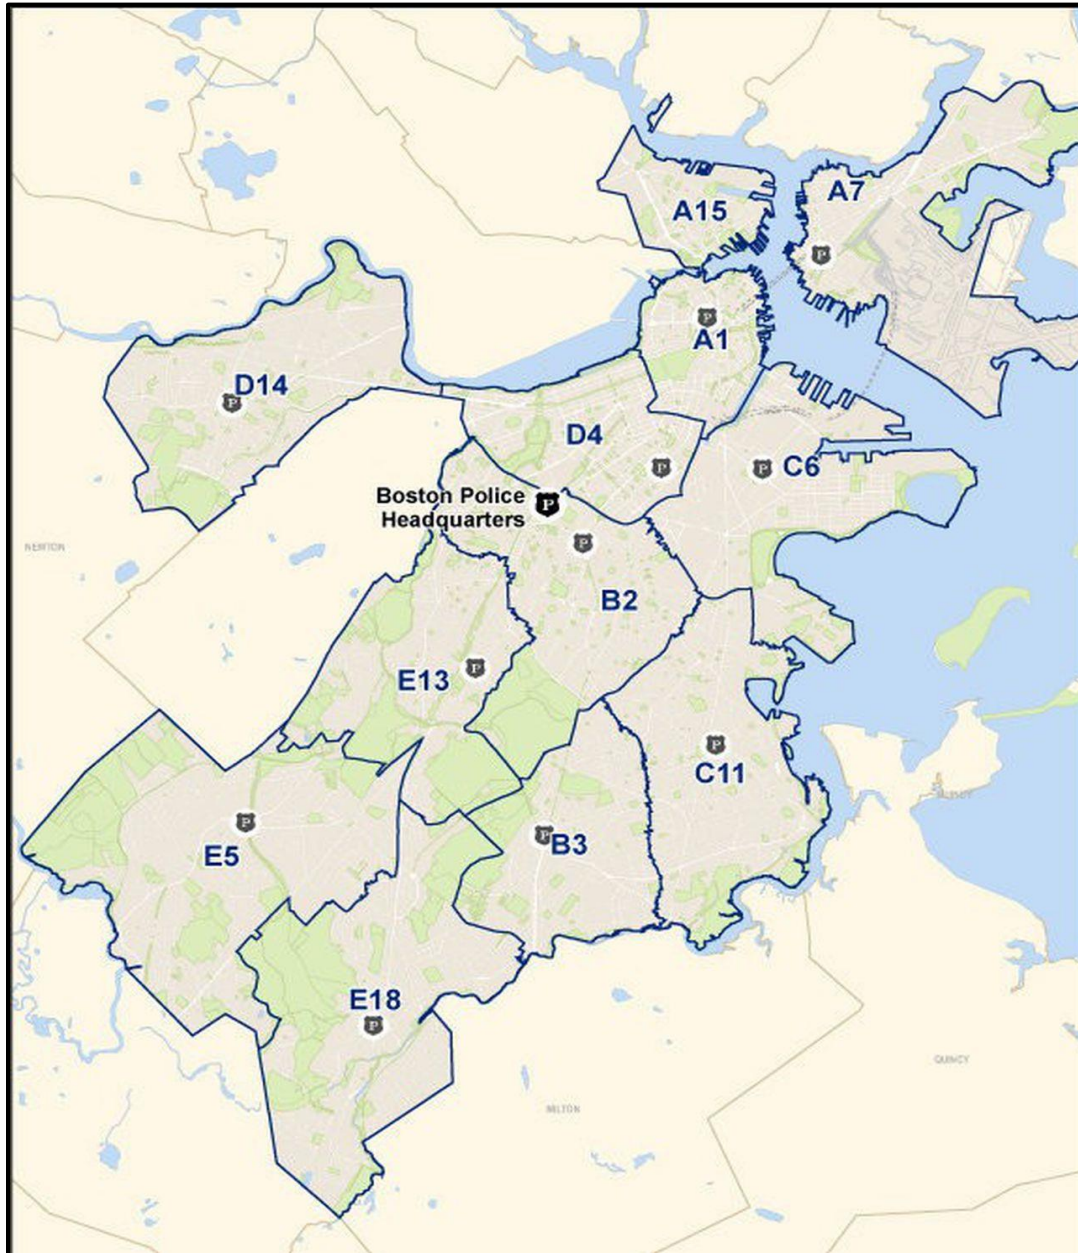 A7
A15
A1
D14
D4
C6
Boston Police
Headquarters
NEWTON
B2
E13
C11
B3
E5
E18
QUINCY
MILTON